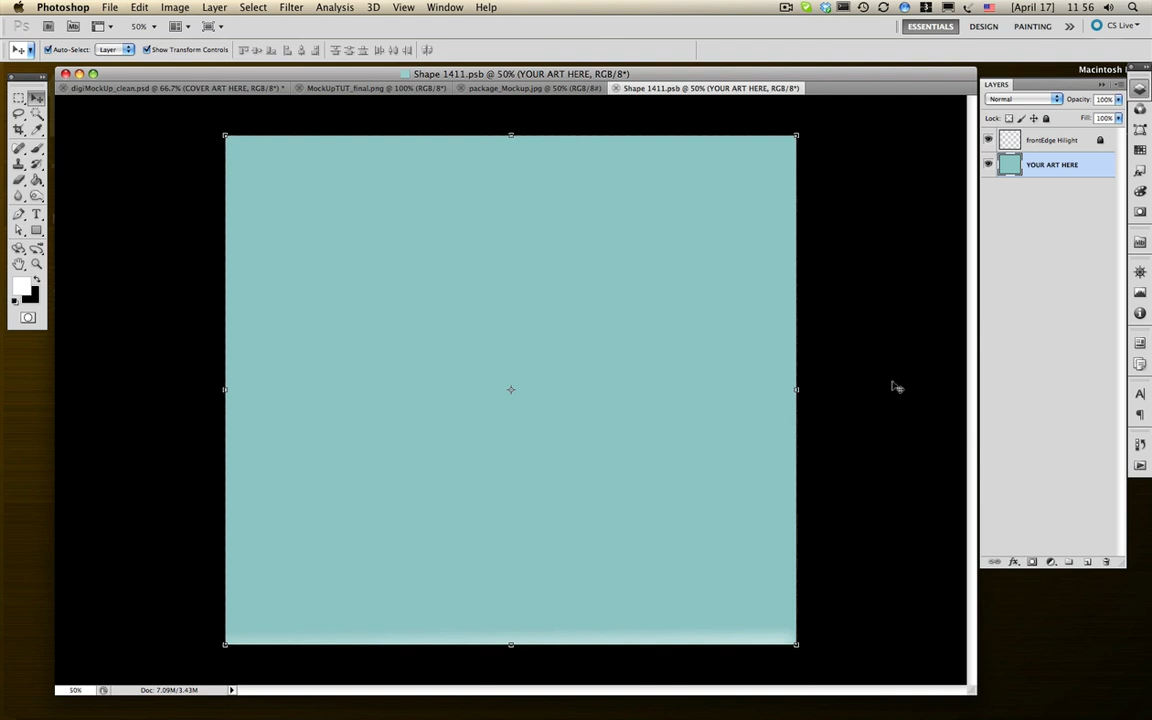 Photoshop File Edit Image Layer Select Filter Analysis 3D View Window Help [April 17] 11 56
Ps Br Mb 50% ESSENTIALS DESIGN PAINTING >> CS Live
Auto-Select: Layer Show Transform Controls
Shape 1411.psb @ 50% (YOUR ART HERE, RGB/8*)
Macintosh
digiMockUp_clean.psd @ 66.7% (COVER ART HERE, RGB/8*) *
MockUpTUT_final.png @ 100% (RGB/8*)
package_Mockup.jpg @ 50% (RGB/8#)
Shape 1411.psb @ 50% (YOUR ART HERE, RGB/8*)
LAYERS
Normal Opacity: 100%
Lock: Fill: 100%
frontEdge Hilight
YOUR ART HERE
50% Doc: 7.09M/3.43M